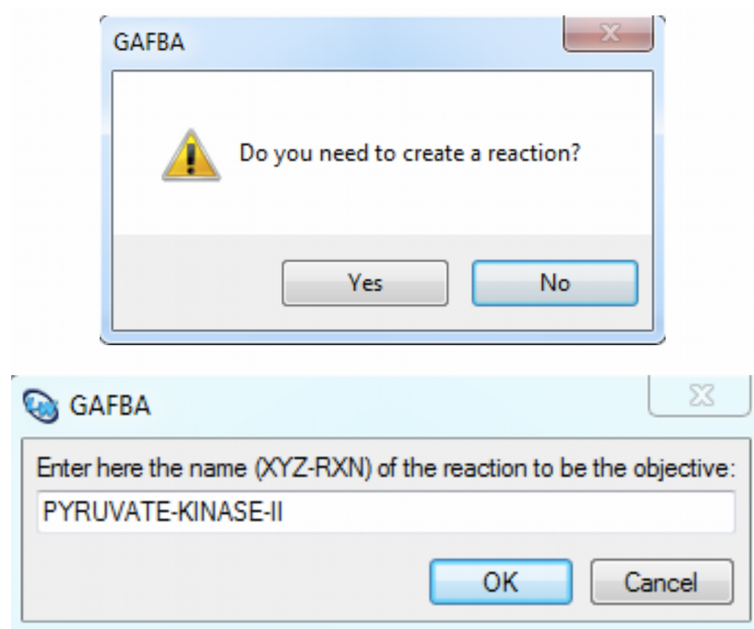 GAFBA
Do you need to create a reaction?
Yes No
GAFBA
Enter here the name (XYZ-RXN) of the reaction to be the objective:
PYRUVATE-KINASE-II
OK Cancel